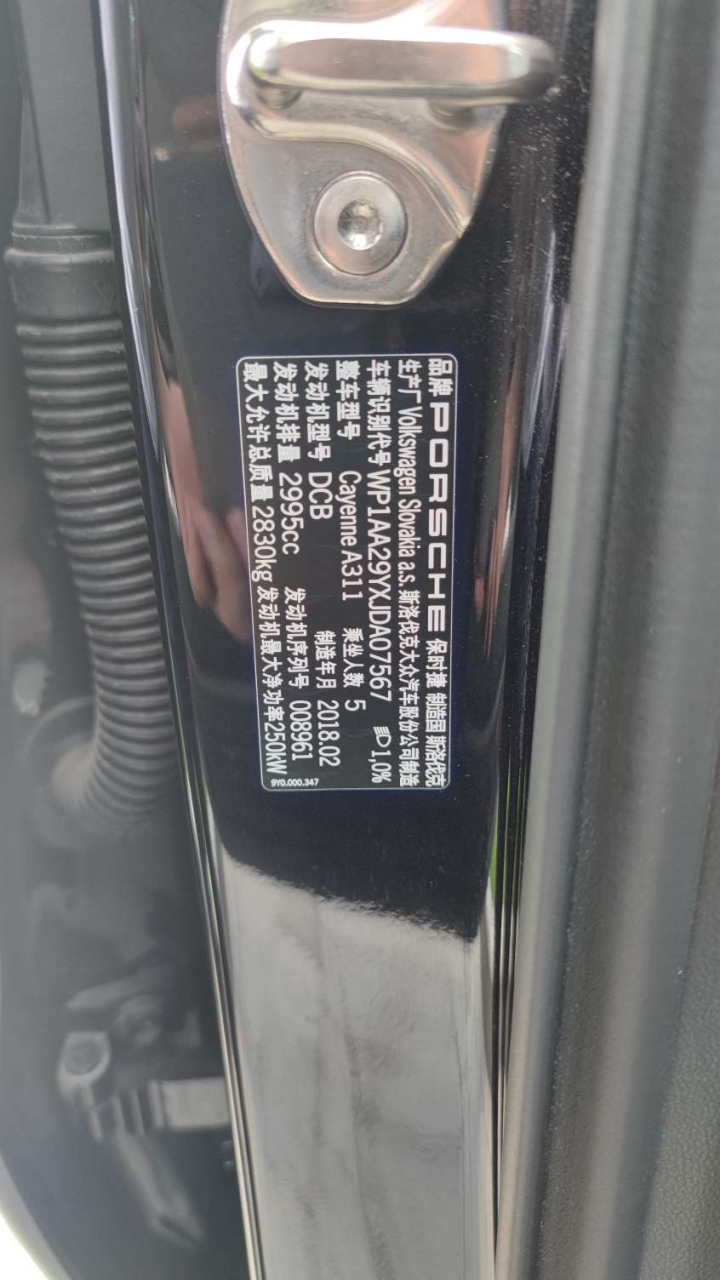 品牌 PORSCHE 保时捷 制造国 斯洛伐克
生产厂 Volkswagen Slovakia a.s. 斯洛伐克大众汽车股份公司制造
车辆识别代号 WP1AA29YXJDA07567 1,0%
整车型号 Cayenne A311 乘坐人数 5
发动机型号 DCB 制造年月 2018.02
发动机排量 2995cc 发动机序列号 008961
最大允许总质量 2830kg 发动机最大净功率250kW
9Y0.000.347